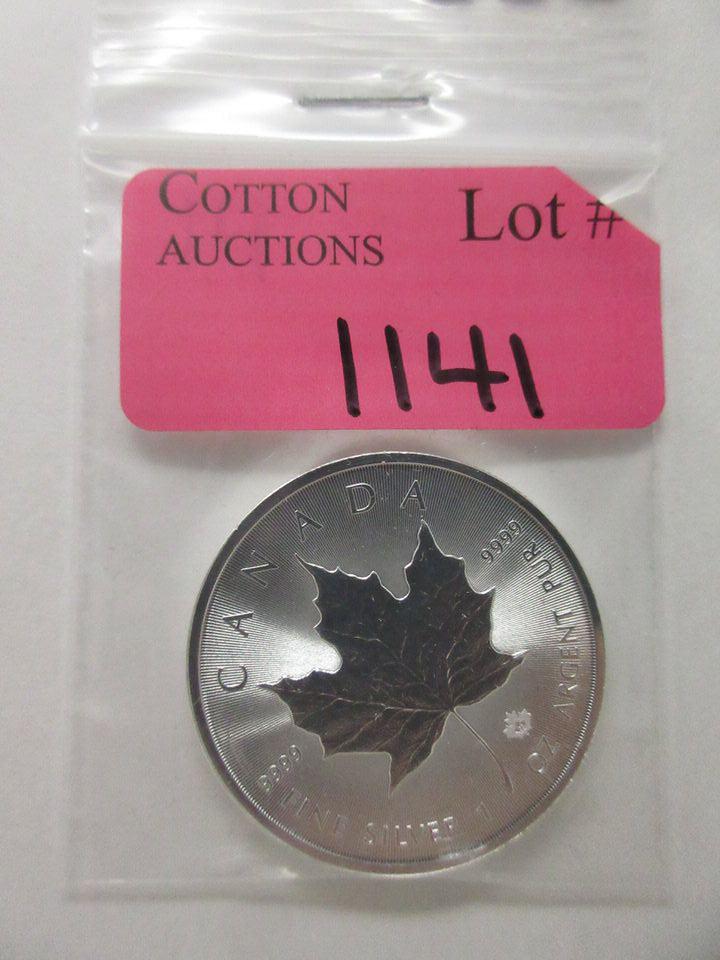 COTTON
AUCTIONS
Lot #
1141
CANADA
9999
9999
FINE SILVER 1 OZ ARGENT PUR